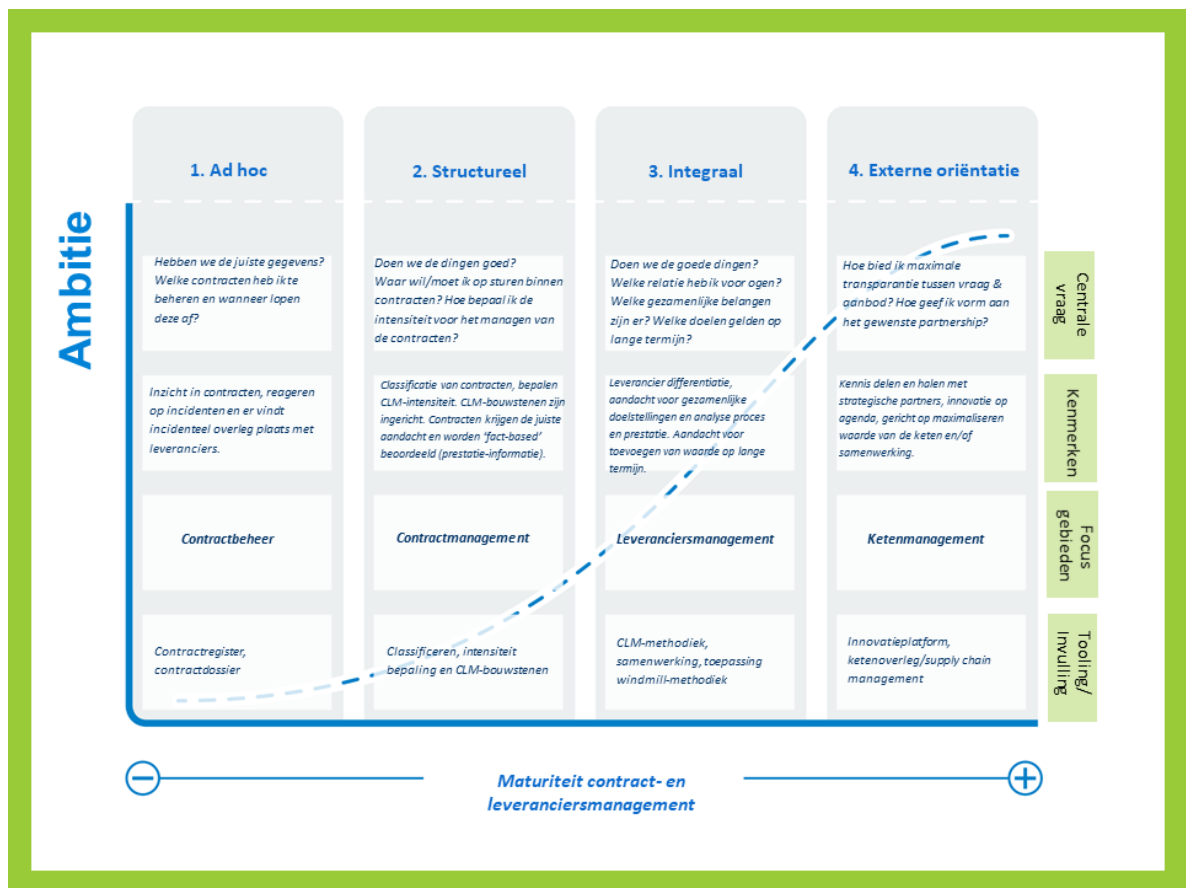 Ambitie
1. Ad hoc
2. Structureel
3. Integraal
4. Externe oriëntatie
Hebben we de juiste gegevens?
Welke contracten heb ik te
beheren en wanneer lopen
deze af?
Doen we de dingen goed?
Waar wil/moet ik op sturen binnen
contracten? Hoe bepaal ik de
intensiteit voor het managen van
de contracten?
Doen we de goede dingen?
Welke relatie heb ik voor ogen?
Welke gezamenlijke belangen
zijn er? Welke doelen gelden op
lange termijn?
Hoe bied ik maximale
transparantie tussen vraag &
aanbod? Hoe geef ik vorm aan
het gewenste partnership?
Centrale
vraag
Inzicht in contracten, reageren
op incidenten en er vindt
incidenteel overleg plaats met
leveranciers.
Classificatie van contracten, bepalen
CLM-intensiteit. CLM-bouwstenen zijn
ingericht. Contracten krijgen de juiste
aandacht en worden 'fact-based'
beoordeeld (prestatie-informatie).
Leverancier differentiatie,
aandacht voor gezamenlijke
doelstellingen en analyse proces
en prestatie. Aandacht voor
toevoegen van waarde op lange
termijn.
Kennis delen en halen met
strategische partners, innovatie op
agenda, gericht op maximaliseren
waarde van de keten en/of
samenwerking.
Kenmerken
Contractbeheer
Contractmanagement
Leveranciersmanagement
Ketenmanagement
Focus
gebieden
Contractregister,
contractdossier
Classificeren, intensiteit
bepaling en CLM-bouwstenen
CLM-methodiek,
samenwerking, toepassing
windmill-methodiek
Innovatieplatform,
ketenoverleg/supply chain
management
Tooling/
Invulling
Maturiteit contract- en
leveranciersmanagement